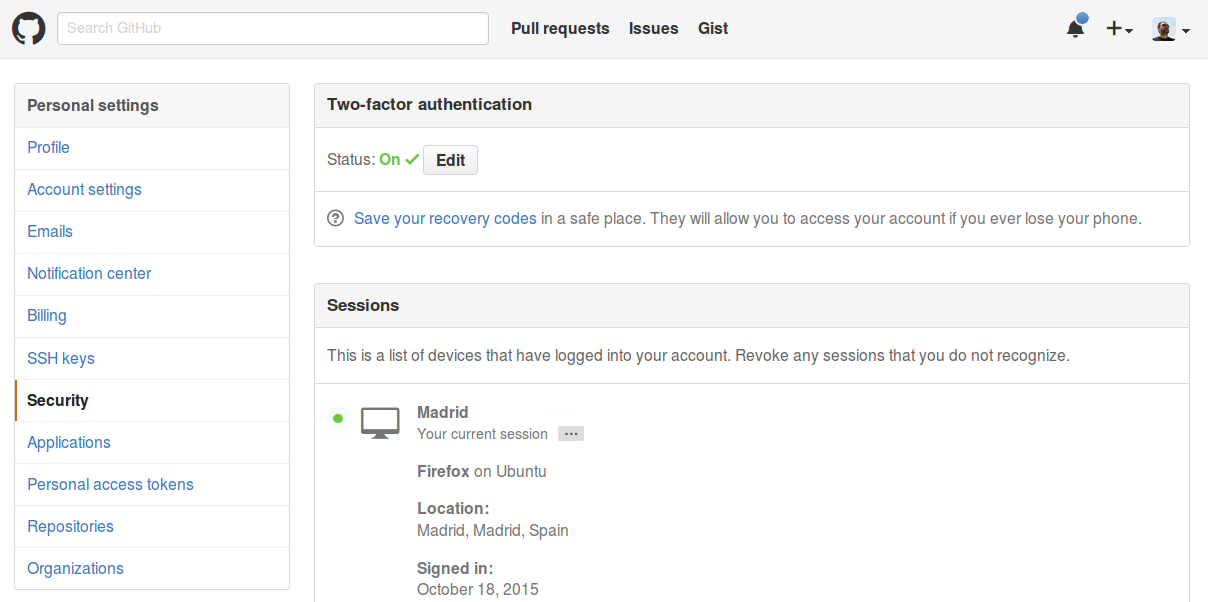 Search GitHub
Pull requests
Issues
Gist
Personal settings
Profile
Account settings
Emails
Notification center
Billing
SSH keys
Security
Applications
Personal access tokens
Repositories
Organizations
Two-factor authentication
Status: On ✓ Edit
Save your recovery codes in a safe place. They will allow you to access your account if you ever lose your phone.
Sessions
This is a list of devices that have logged into your account. Revoke any sessions that you do not recognize.
Madrid
Your current session ...
Firefox on Ubuntu
Location:
Madrid, Madrid, Spain
Signed in:
October 18, 2015